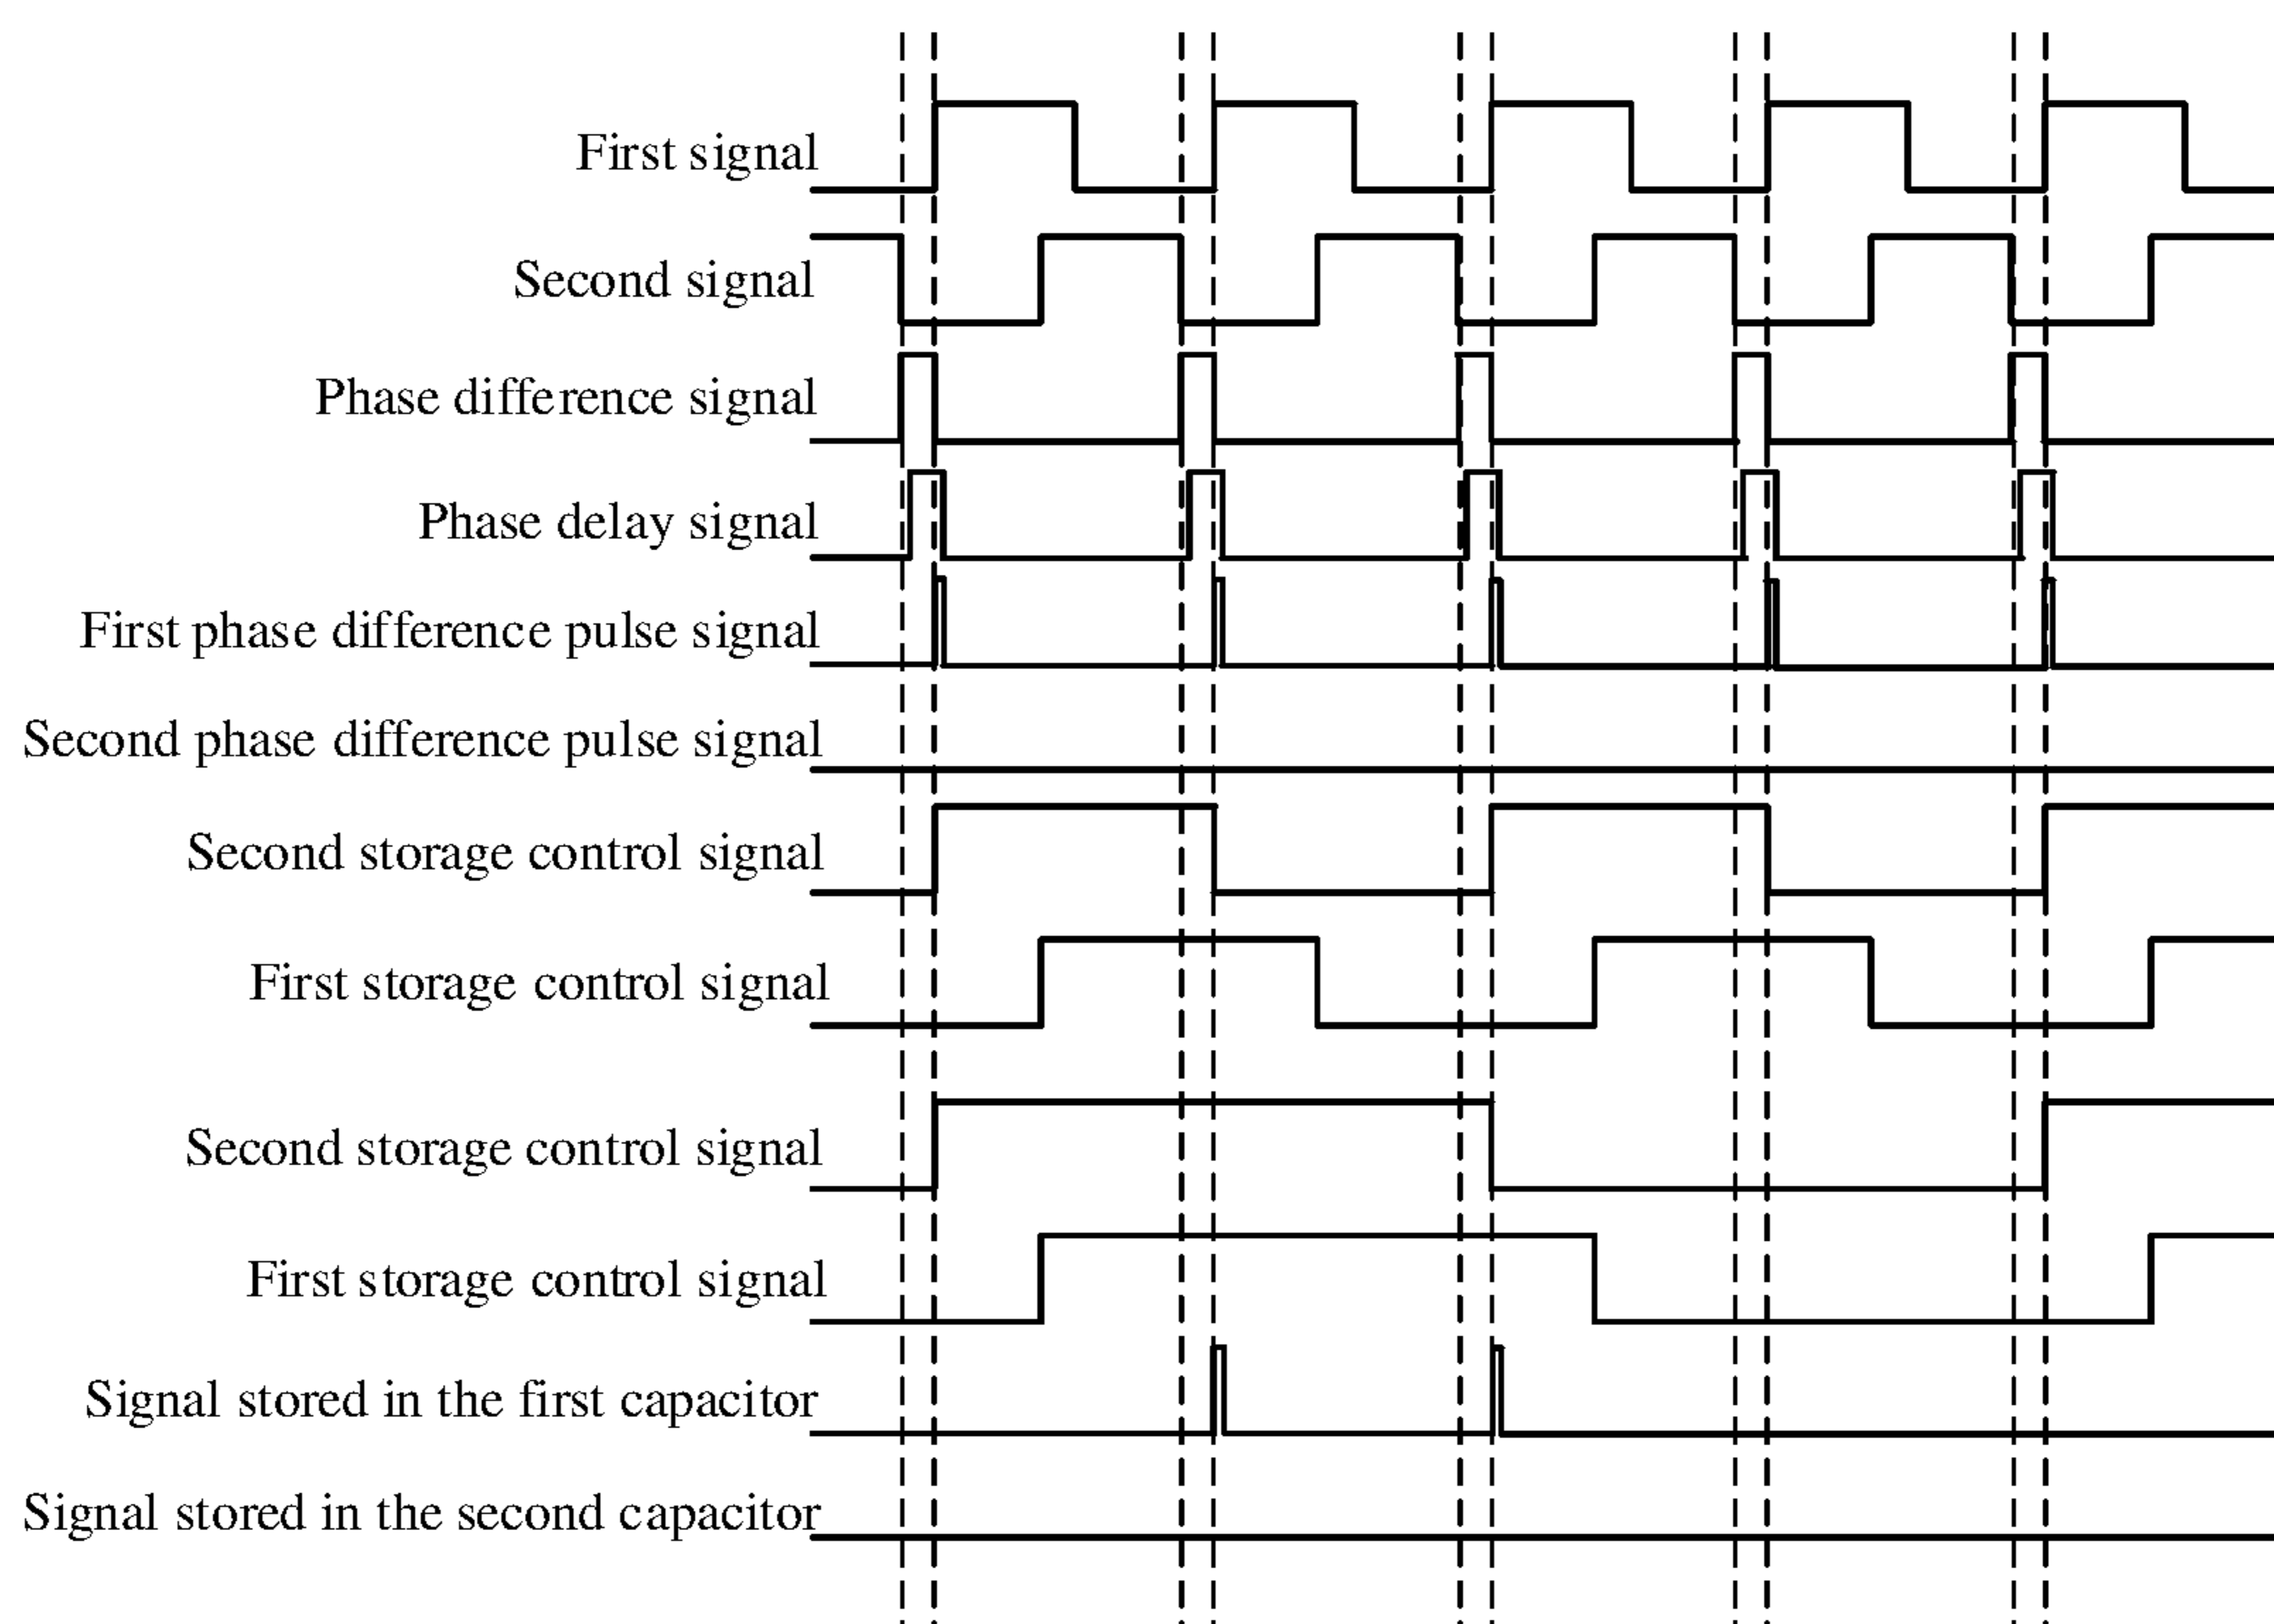 First signal
Second signal
Phase difference signal
Phase delay signal
First phase difference pulse signal
Second phase difference pulse signal
Second storage control signal
First storage control signal
Second storage control signal
First storage control signal
Signal stored in the first capacitor
Signal stored in the second capacitor